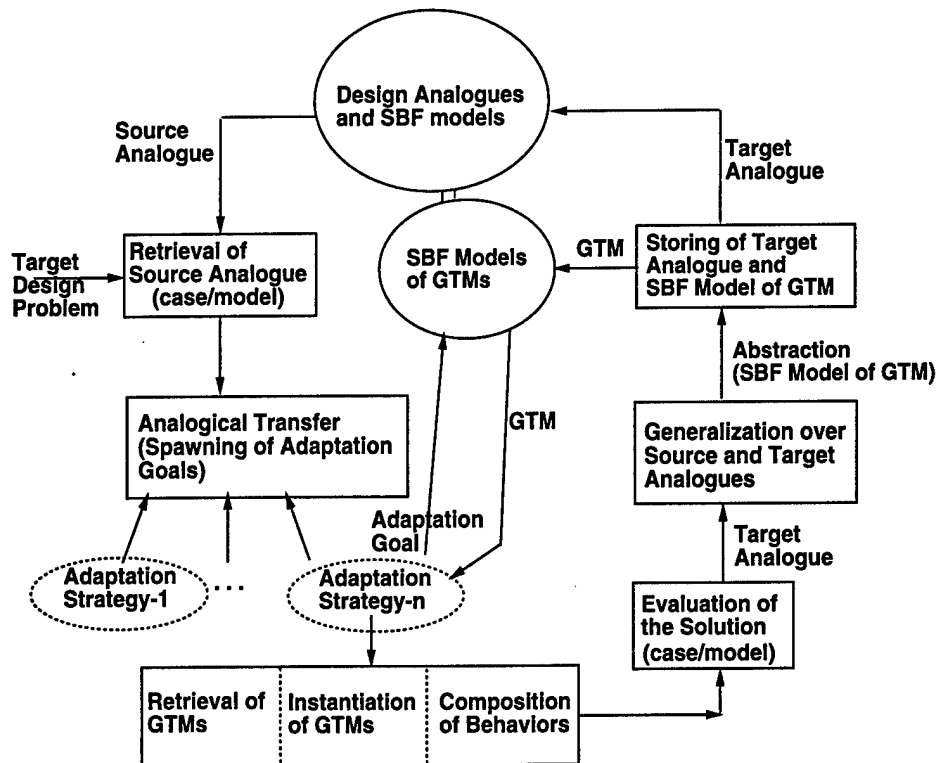 Design Analogues
and SBF models
Source
Analogue
Target
Analogue
Target
Design
Problem
Retrieval of
Source Analogue
(case/model)
SBF Models
of GTMs
GTM
Storing of Target
Analogue and
SBF Model of GTM
Abstraction
(SBF Model of GTM)
Analogical Transfer
(Spawning of Adaptation
Goals)
GTM
Generalization over
Source and Target
Analogues
Adaptation
Goal
Target
Analogue
Adaptation
Strategy-1
...
Adaptation
Strategy-n
Evaluation of
the Solution
(case/model)
Retrieval of
GTMs
Instantiation
of GTMs
Composition
of Behaviors